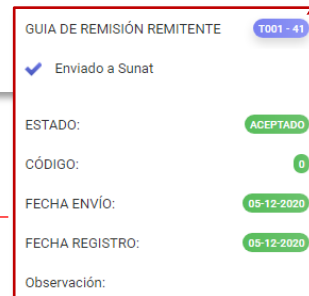 GUIA DE REMISIÓN REMITENTE T001 - 41
Enviado a Sunat
ESTADO: ACEPTADO
CÓDIGO: 0
FECHA ENVÍO: 05-12-2020
FECHA REGISTRO: 05-12-2020
Observación: